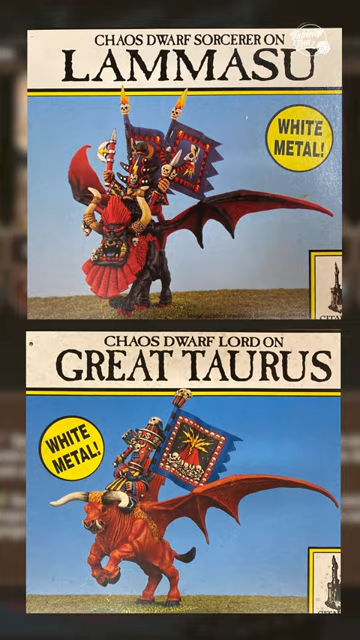 CHAOS DWARF SORCERER ON
LAMMASU
WHITE
METAL!
CHAOS DWARF LORD ON
GREAT TAURUS
WHITE
METAL!